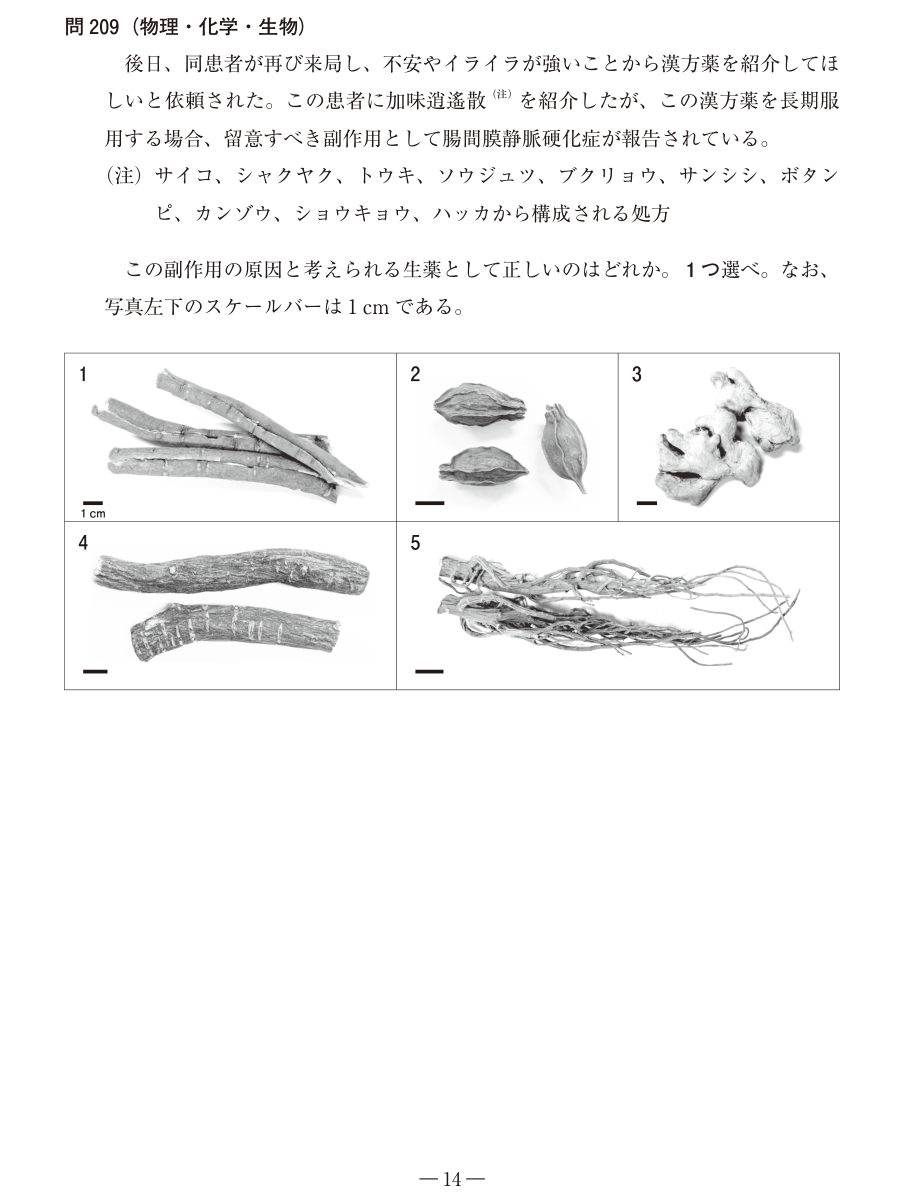 問 209（物理・化学・生物）
後日、同患者が再び来局し、不安やイライラが強いことから漢方薬を紹介してほ
しいと依頼された。この患者に加味逍遙散（注）を紹介したが、この漢方薬を長期服
用する場合、留意すべき副作用として腸間膜静脈硬化症が報告されている。
（注）サイコ、シャクヤク、トウキ、ソウジュツ、ブクリョウ、サンシシ、ボタン
ピ、カンゾウ、ショウキョウ、ハッカから構成される処方
この副作用の原因と考えられる生薬として正しいのはどれか。1つ選べ。なお、
写真左下のスケールバーは 1 cm である。
1
1 cm
2
3
4
5
― 14 ―